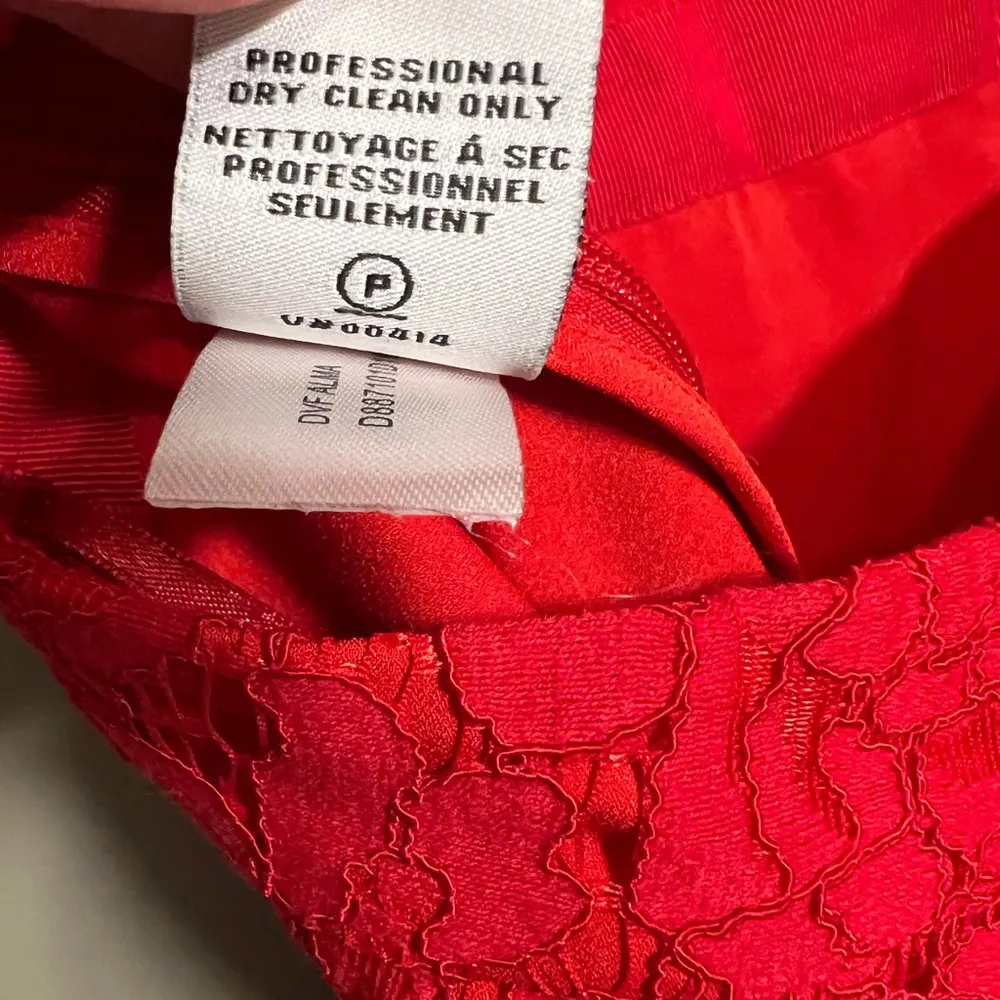 PROFESSIONAL
DRY CLEAN ONLY
NETTOYAGE Á SEC
PROFESSIONNEL
SEULEMENT
P
DVF ALMA